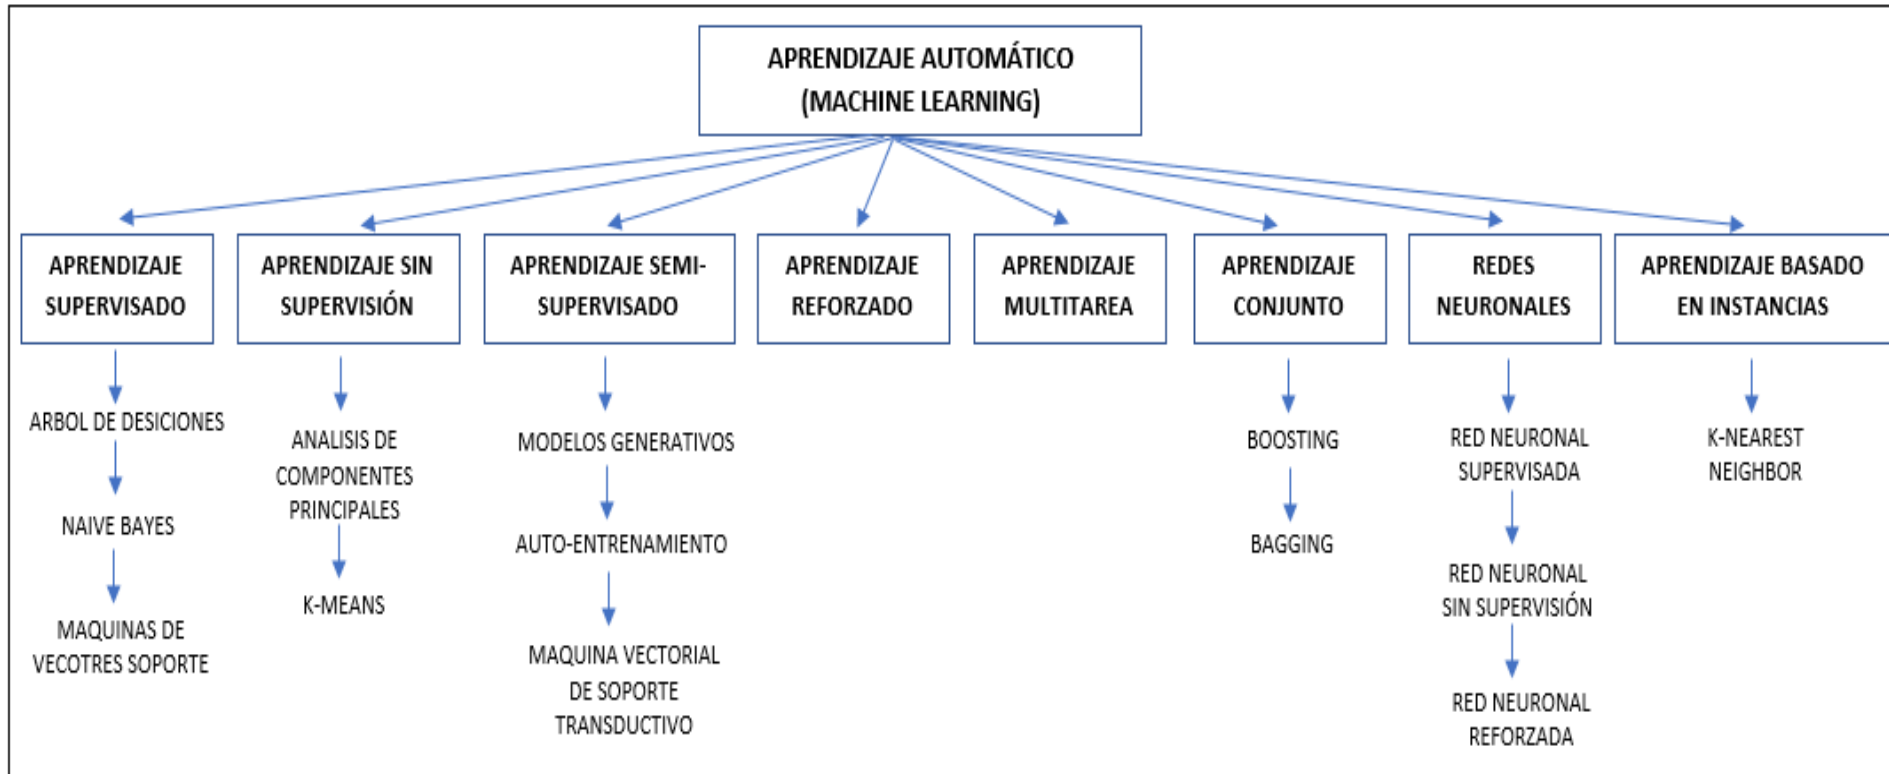 APRENDIZAJE AUTOMÁTICO
(MACHINE LEARNING)
APRENDIZAJE
SUPERVISADO
APRENDIZAJE SIN
SUPERVISIÓN
APRENDIZAJE SEMI-
SUPERVISADO
APRENDIZAJE
REFORZADO
APRENDIZAJE
MULTITAREA
APRENDIZAJE
CONJUNTO
REDES
NEURONALES
APRENDIZAJE BASADO
EN INSTANCIAS
ARBOL DE DESICIONES
NAIVE BAYES
MAQUINAS DE
VECOTRES SOPORTE
ANALISIS DE
COMPONENTES
PRINCIPALES
K-MEANS
MODELOS GENERATIVOS
AUTO-ENTRENAMIENTO
MAQUINA VECTORIAL
DE SOPORTE
TRANSDUCTIVO
BOOSTING
BAGGING
RED NEURONAL
SUPERVISADA
RED NEURONAL
SIN SUPERVISIÓN
RED NEURONAL
REFORZADA
K-NEAREST
NEIGHBOR